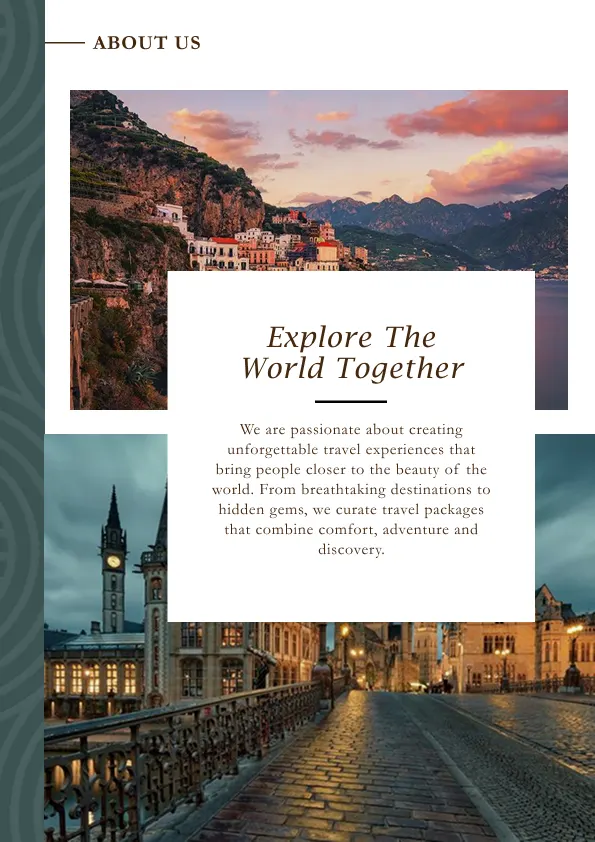 ABOUT US
Explore The
World Together
We are passionate about creating
unforgettable travel experiences that
bring people closer to the beauty of the
world. From breathtaking destinations to
hidden gems, we curate travel packages
that combine comfort, adventure and
discovery.